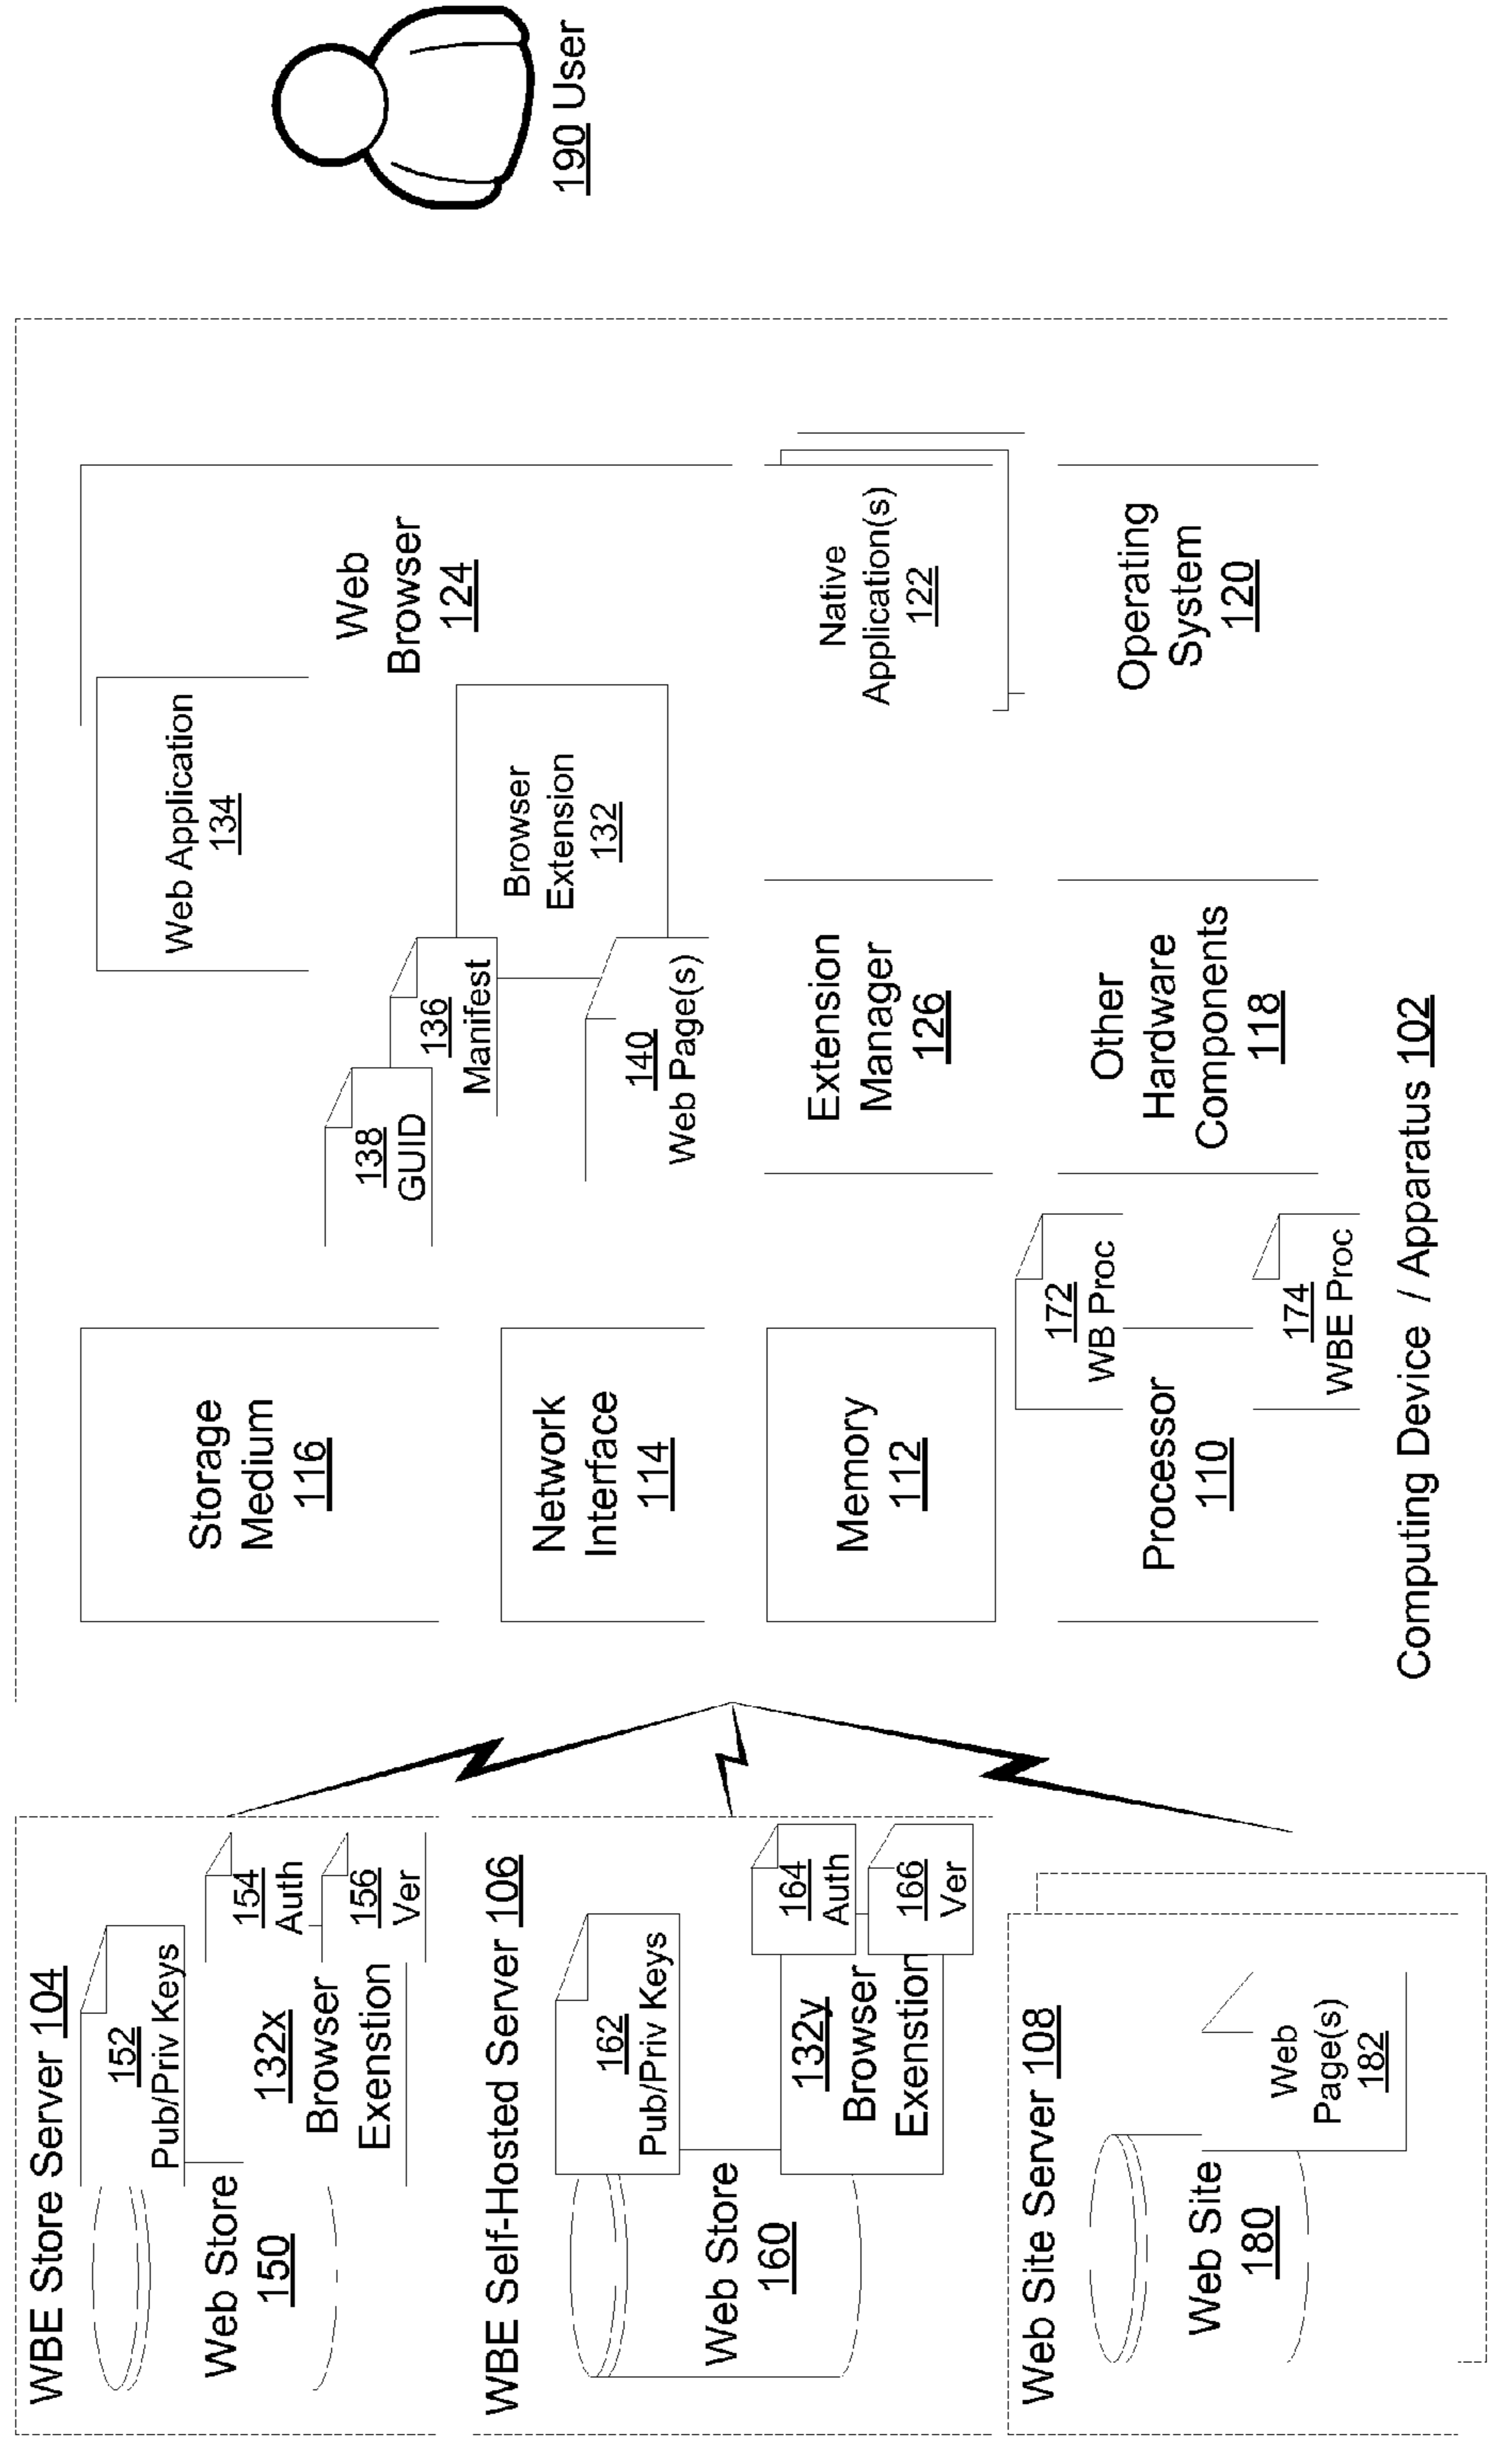 WBE Store Server 104
152
Pub/Priv Keys
154
Auth
156
Ver
132x
Browser
Exenstion
Web Store
150
WBE Self-Hosted Server 106
162
Pub/Priv Keys
164
Auth
166
Ver
132y
Browser
Exenstion
Web Store
160
Web Site Server 108
Web
Page(s)
182
Web Site
180
Storage
Medium
116
Network
Interface
114
Memory
112
Processor
110
172
WB Proc
174
WBE Proc
138
GUID
136
Manifest
140
Web Page(s)
Web Application
134
Browser
Extension
132
Web
Browser
124
Extension
Manager
126
Native
Application(s)
122
Other
Hardware
Components
118
Operating
System
120
Computing Device / Apparatus 102
190 User